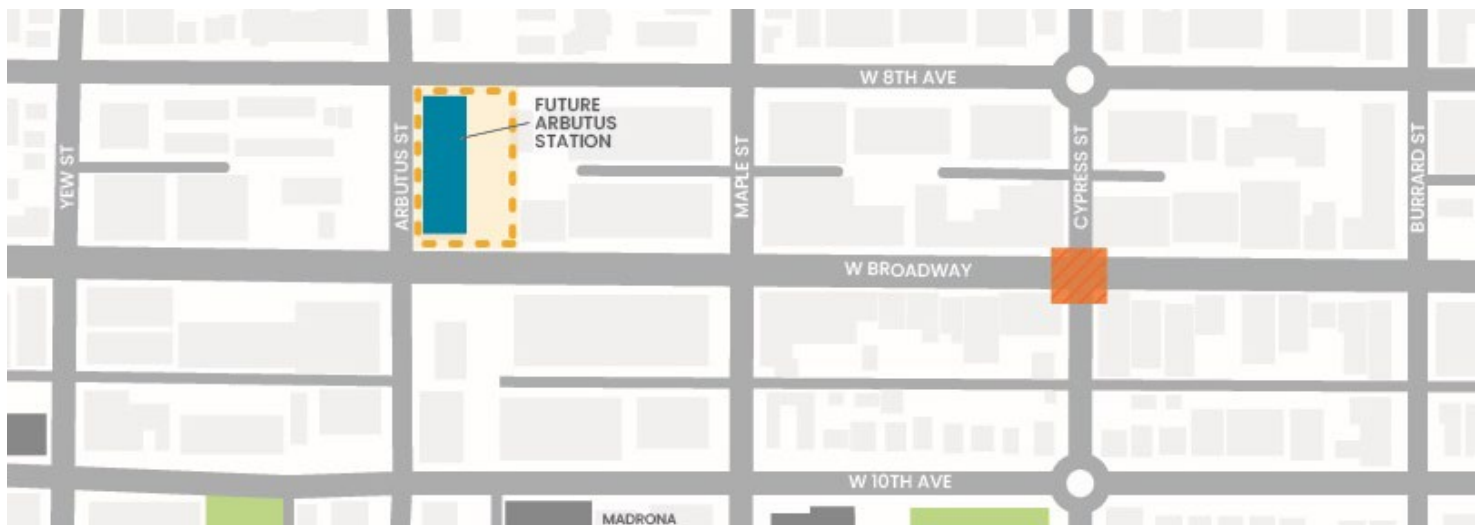 W 8TH AVE
FUTURE
ARBUTUS
STATION
YEW ST
ARBUTUS ST
MAPLE ST
CYPRESS ST
BURRARD ST
W BROADWAY
W 10TH AVE
MADRONA